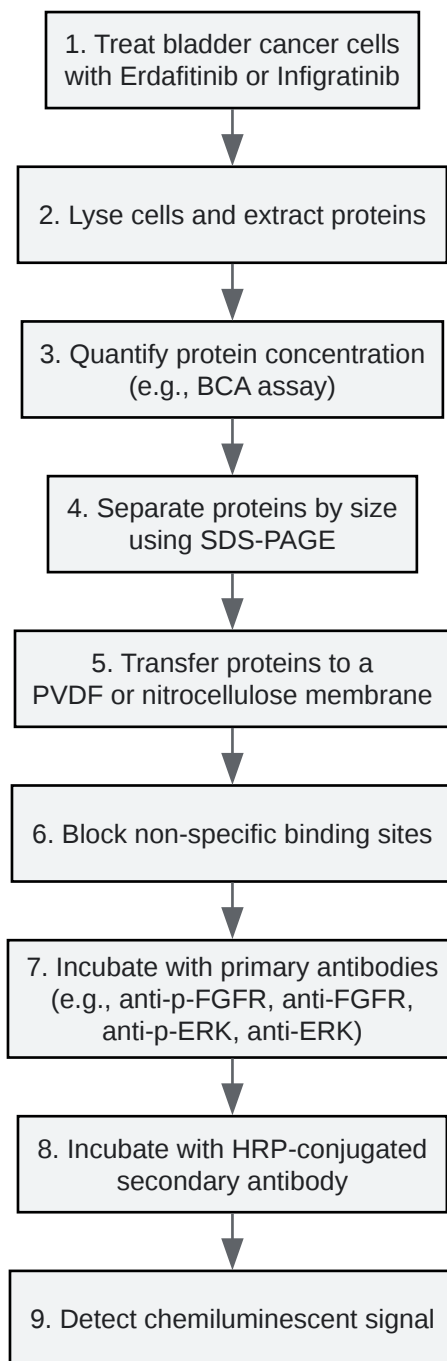 1. Treat bladder cancer cells
with Erdafitinib or Infigratinib
2. Lyse cells and extract proteins
3. Quantify protein concentration
(e.g., BCA assay)
4. Separate proteins by size
using SDS-PAGE
5. Transfer proteins to a
PVDF or nitrocellulose membrane
6. Block non-specific binding sites
7. Incubate with primary antibodies
(e.g., anti-p-FGFR, anti-FGFR,
anti-p-ERK, anti-ERK)
8. Incubate with HRP-conjugated
secondary antibody
9. Detect chemiluminescent signal